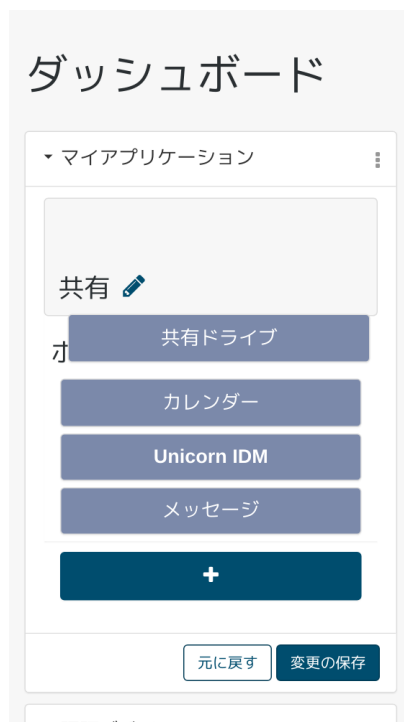 ダッシュボード
マイアプリケーション
共有
共有ドライブ
カレンダー
Unicorn IDM
メッセージ
+
元に戻す
変更の保存